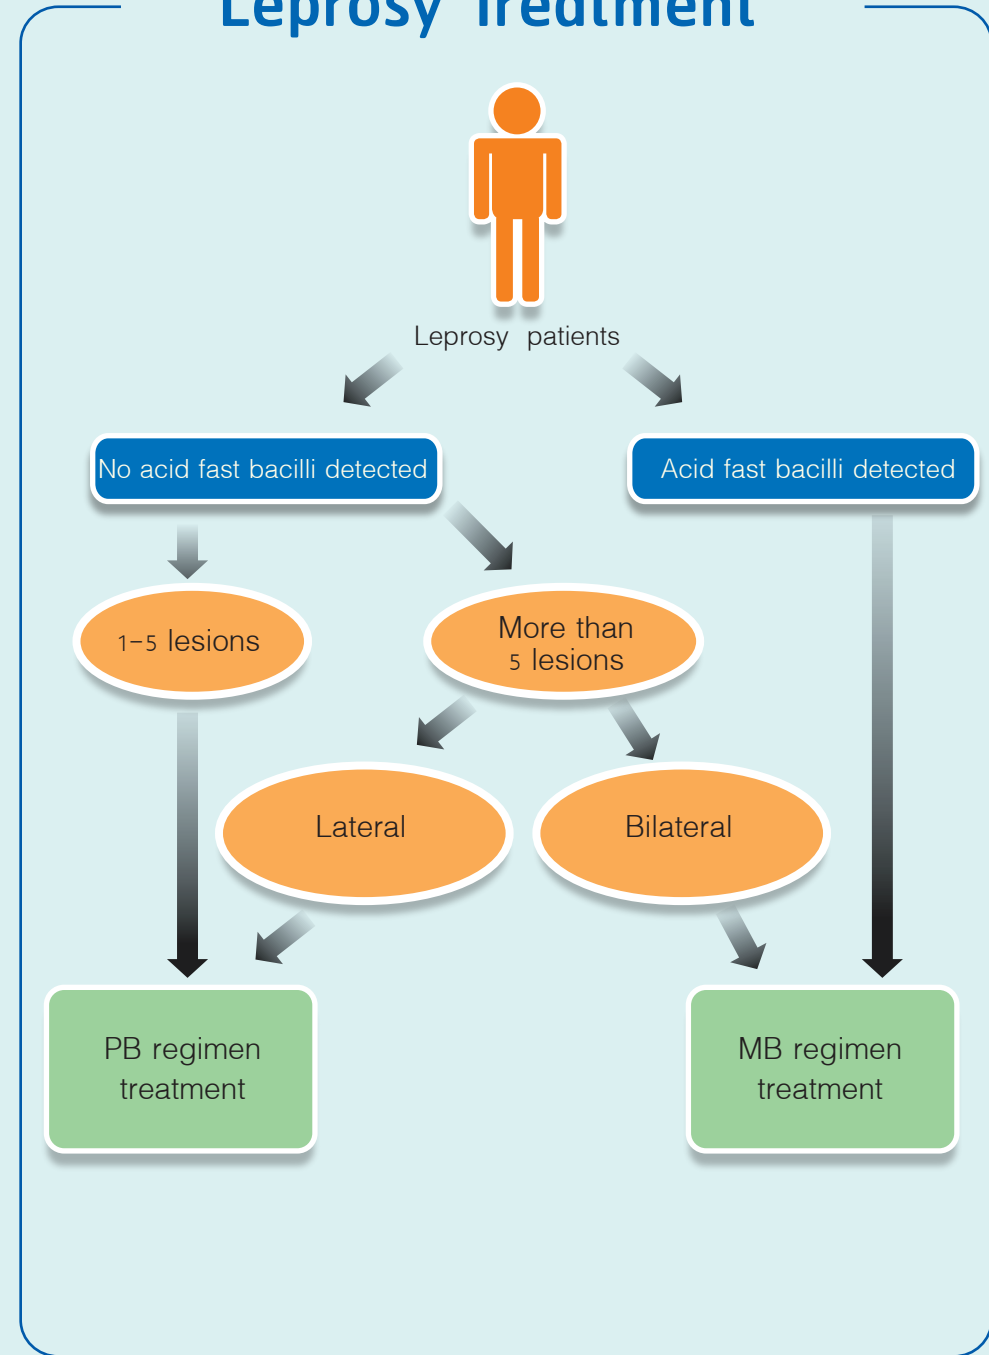 Leprosy Treatment
Leprosy patients
No acid fast bacilli detected
Acid fast bacilli detected
1-5 lesions
More than
5 lesions
Lateral
Bilateral
PB regimen
treatment
MB regimen
treatment